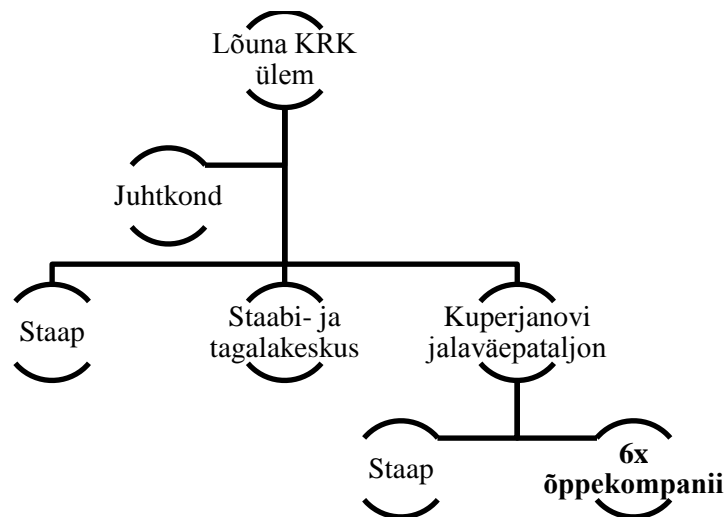 Lõuna KRK
ülem
Juhtkond
Staap
Staabi- ja
tagalakeskus
Kuperjanovi
jalaväepataljon
Staap
6x
õppekompanii